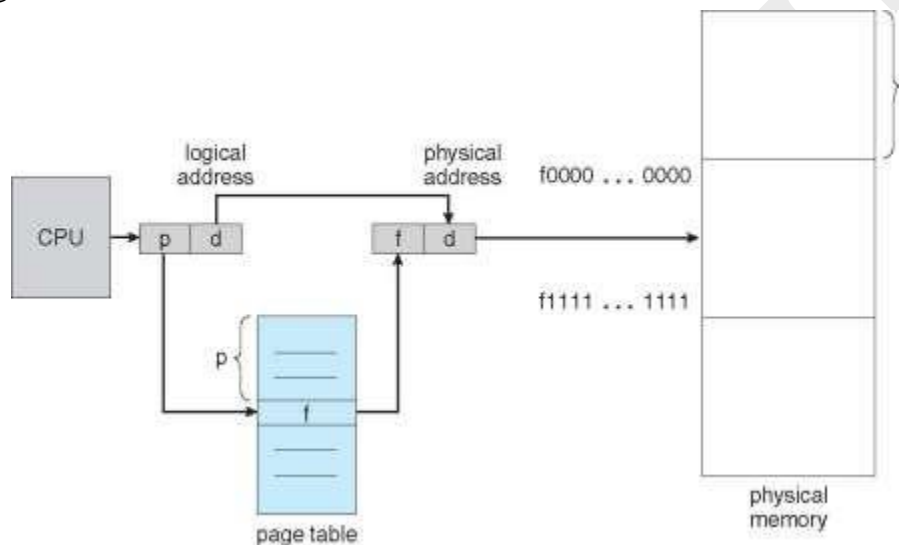 logical
address
physical
address
f0000 ... 0000
CPU
p
d
f
d
f1111 ... 1111
p
f
page table
physical
memory